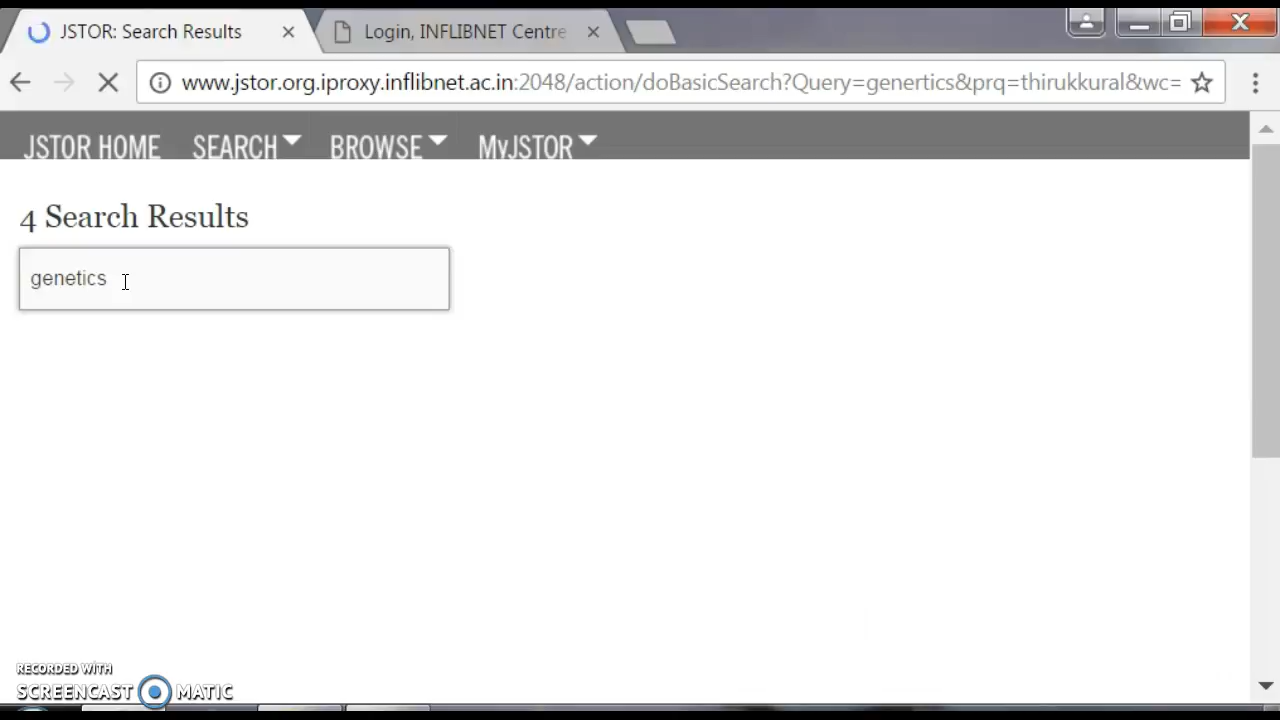 JSTOR: Search Results
Login, INFLIBNET Centre
www.jstor.org.iproxy.inflibnet.ac.in:2048/action/doBasicSearch?Query=genertics&prq=thirukkural&wc=
JSTOR HOME SEARCH BROWSE MyJSTOR
4 Search Results
genetics
RECORDED WITH
SCREENCAST MATIC